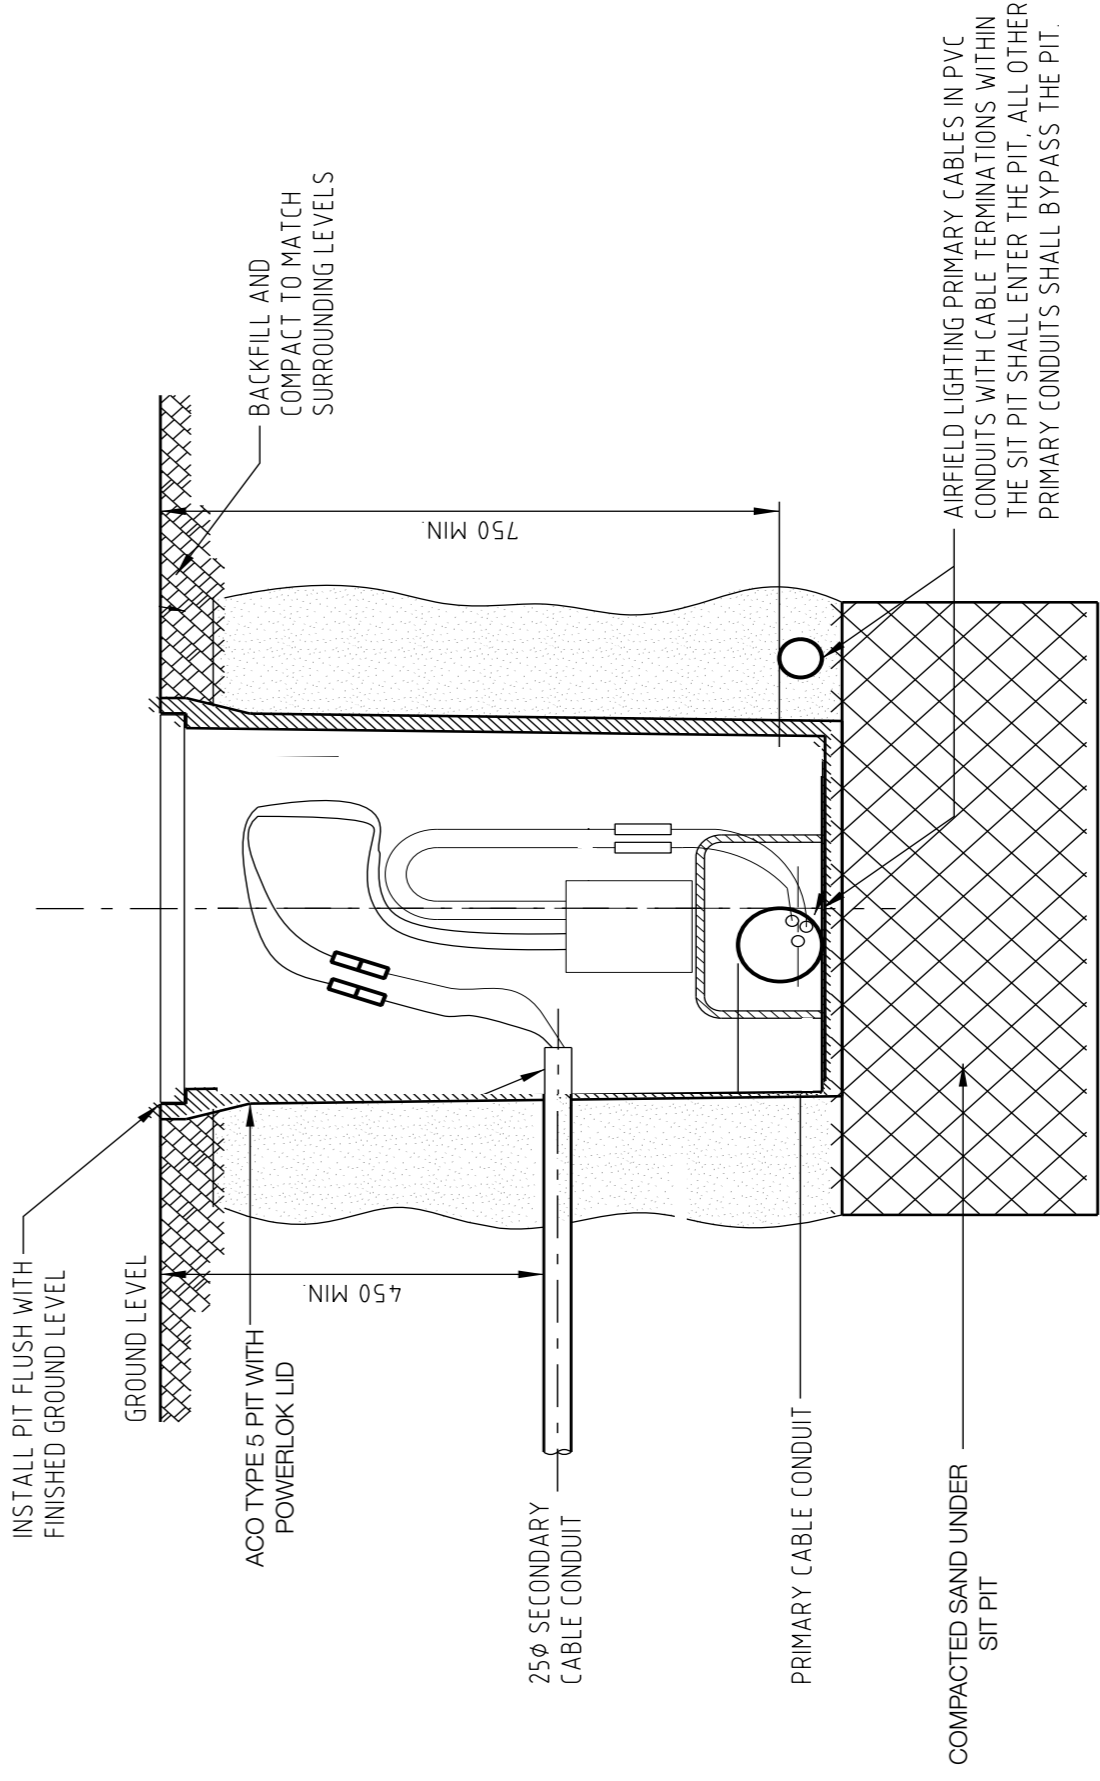 INSTALL PIT FLUSH WITH
FINISHED GROUND LEVEL
GROUND LEVEL
ACO TYPE 5 PIT WITH
POWERLOK LID
450 MIN.
25ø SECONDARY
CABLE CONDUIT
PRIMARY CABLE CONDUIT
COMPACTED SAND UNDER
SIT PIT
BACKFILL AND
COMPACT TO MATCH
SURROUNDING LEVELS
750 MIN.
AIRFIELD LIGHTING PRIMARY CABLES IN PVC
CONDUITS WITH CABLE TERMINATIONS WITHIN
THE SIT PIT SHALL ENTER THE PIT, ALL OTHER
PRIMARY CONDUITS SHALL BYPASS THE PIT.